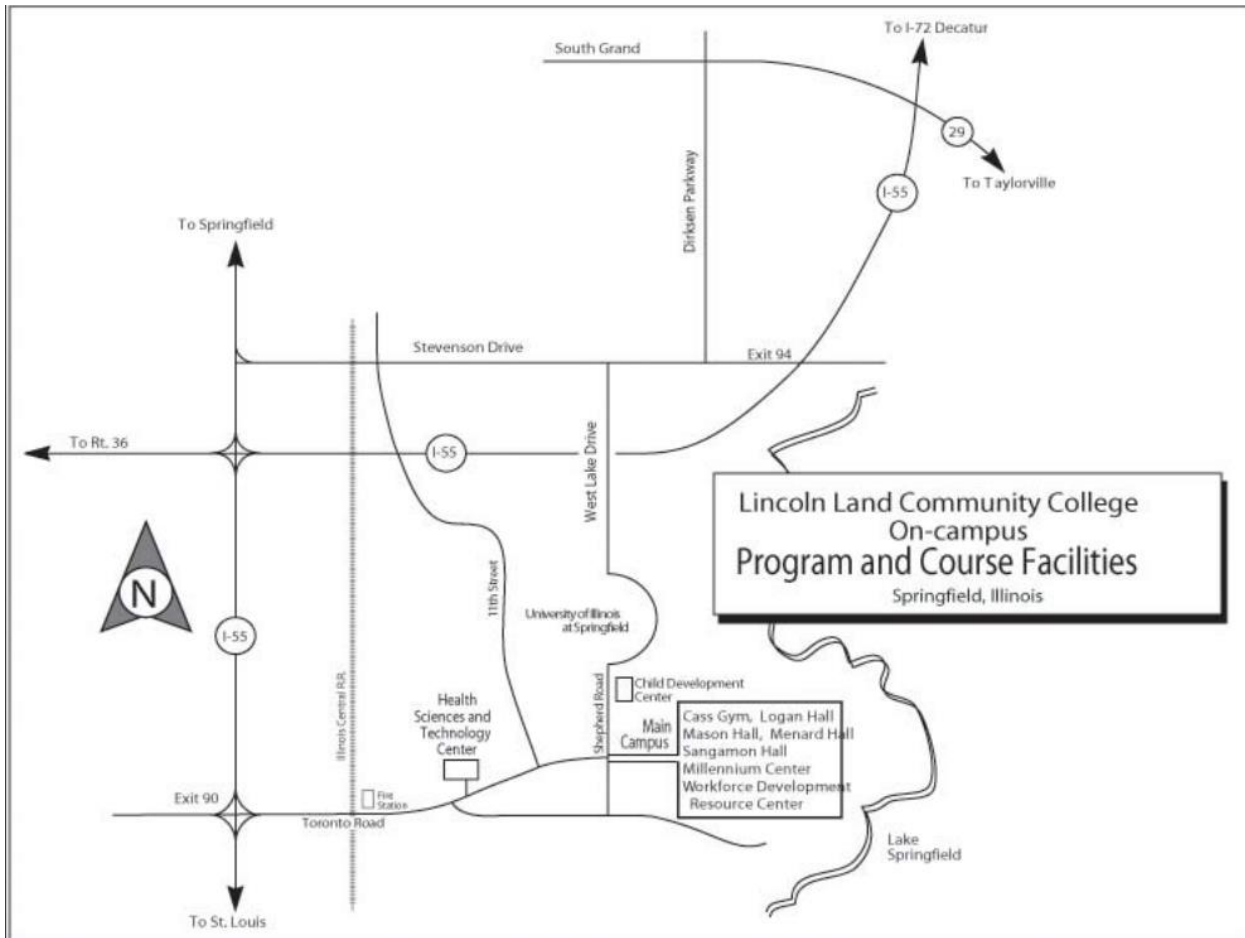 To I-72 Decatur
South Grand
29
To Taylorville
I-55
Dirksen Parkway
To Springfield
Stevenson Drive
Exit 94
To Rt. 36
I-55
West Lake Drive
Lincoln Land Community College
On-campus
Program and Course Facilities
Springfield, Illinois
N
I-55
11th Street
University of Illinois
at Springfield
Illinois Central R.R.
Health
Sciences and
Technology
Center
Shepherd Road
Child Development
Center
Main
Campus
Cass Gym, Logan Hall
Mason Hall, Menard Hall
Sangamon Hall
Millennium Center
Workforce Development
Resource Center
Exit 90
Fire
Station
Toronto Road
Lake
Springfield
To St. Louis